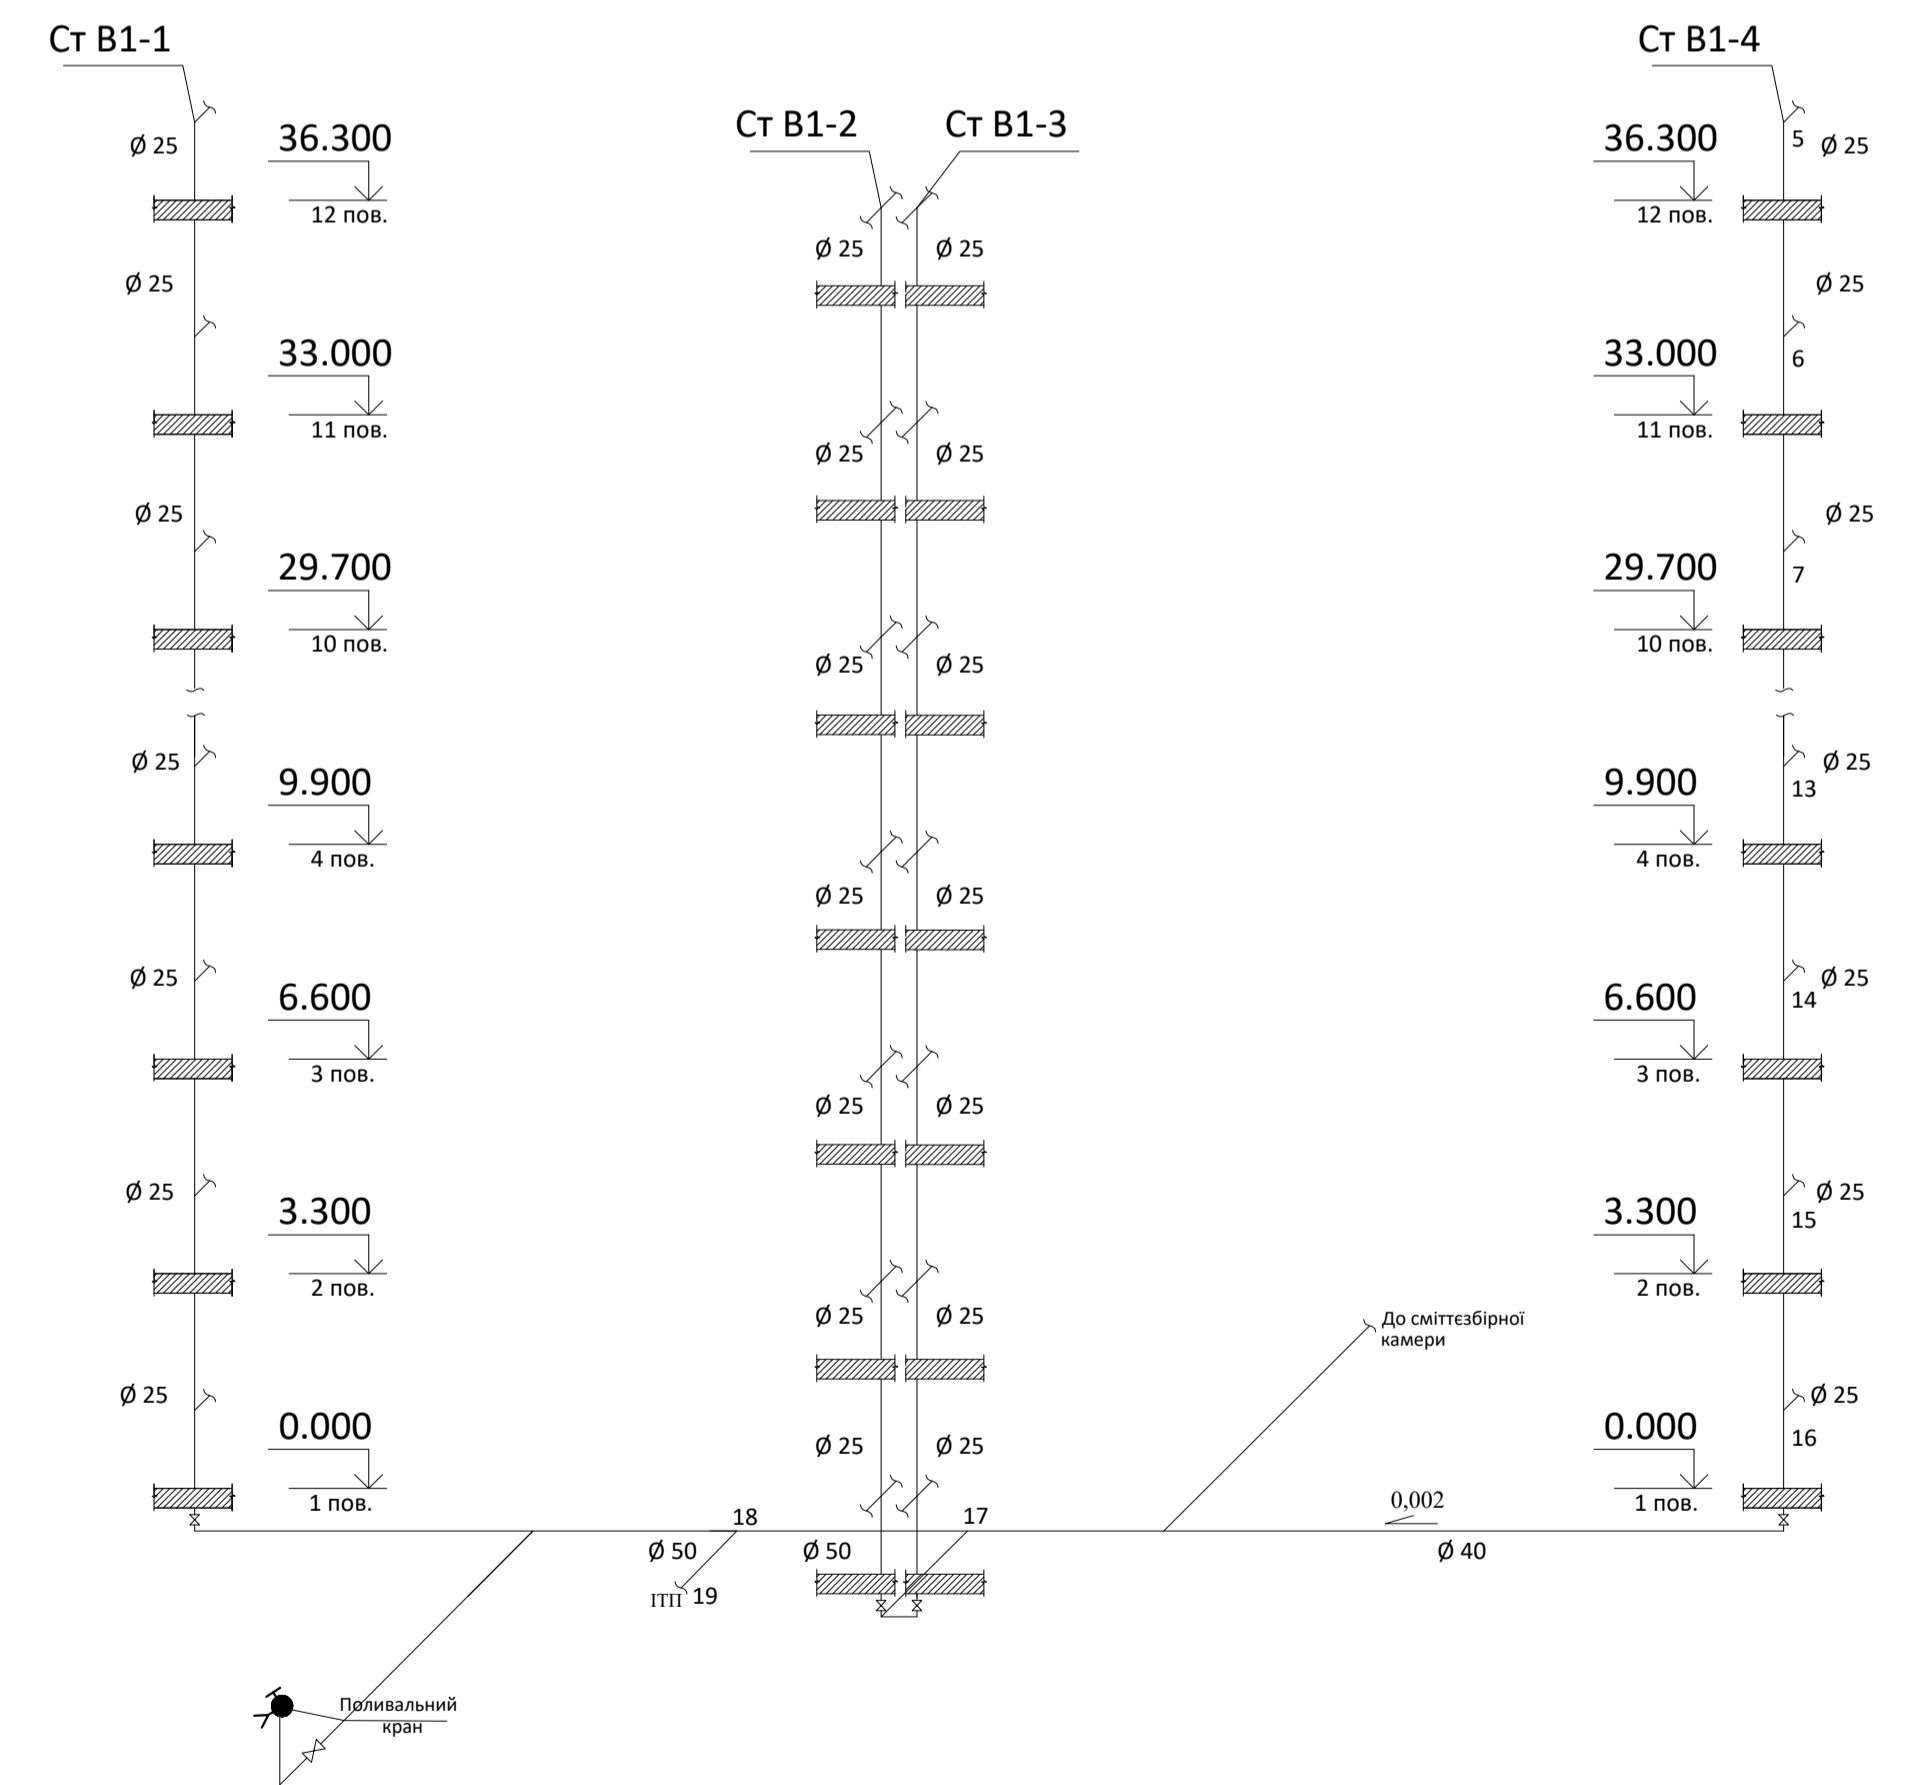 Ст В1-1
Ст В1-4
Ст В1-2
Ст В1-3
Ø 25
36.300
12 пов.
36.300
12 пов.
5
Ø 25
Ø 25
Ø 25
Ø 25
33.000
11 пов.
33.000
11 пов.
Ø 25
6
Ø 25
Ø 25
Ø 25
29.700
10 пов.
29.700
10 пов.
Ø 25
7
Ø 25
Ø 25
Ø 25
9.900
4 пов.
9.900
4 пов.
Ø 25
13
Ø 25
Ø 25
Ø 25
6.600
3 пов.
6.600
3 пов.
Ø 25
14
Ø 25
Ø 25
Ø 25
3.300
2 пов.
3.300
2 пов.
Ø 25
15
Ø 25
Ø 25
До сміттєзбірної
камери
Ø 25
0.000
1 пов.
0.000
1 пов.
Ø 25
16
Ø 25
Ø 25
18
17
0,002
Ø 50
Ø 50
Ø 40
ІТП
19
Поливальний
кран